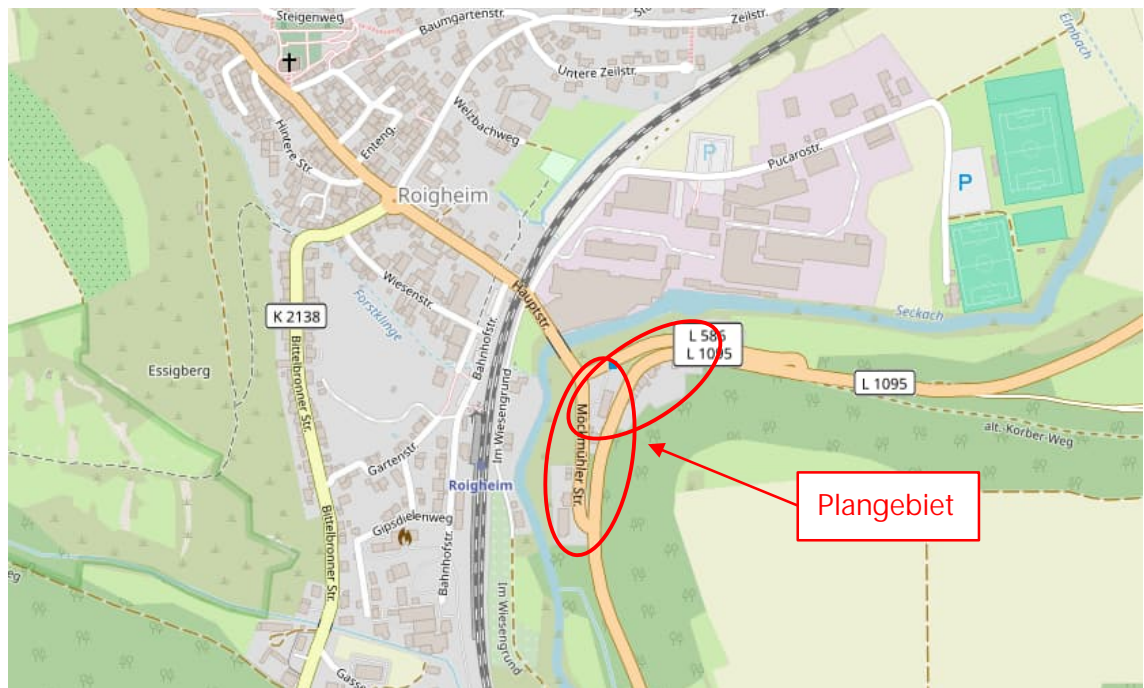 Steigenweg
Baumgartenstr.
Zeilstr.
Elmbach
Untere Zeilstr.
Hintere Str.
Enteng.
Welzbachweg
P
Pucarostr.
P
Roigheim
Wiesenstr.
Forstklinge
Hauptstr.
K 2138
Bahnhofstr.
Seckach
L 586
L 1095
Essigberg
Bittelbronner Str.
Im Wiesengrund
L 1095
Möckmühler Str.
alt.-Korber-Weg
Gartenstr.
Roigheim
Plangebiet
Gipsdielenweg
Bittelbronner Str.
Bahnhofstr.
Im Wiesengrund